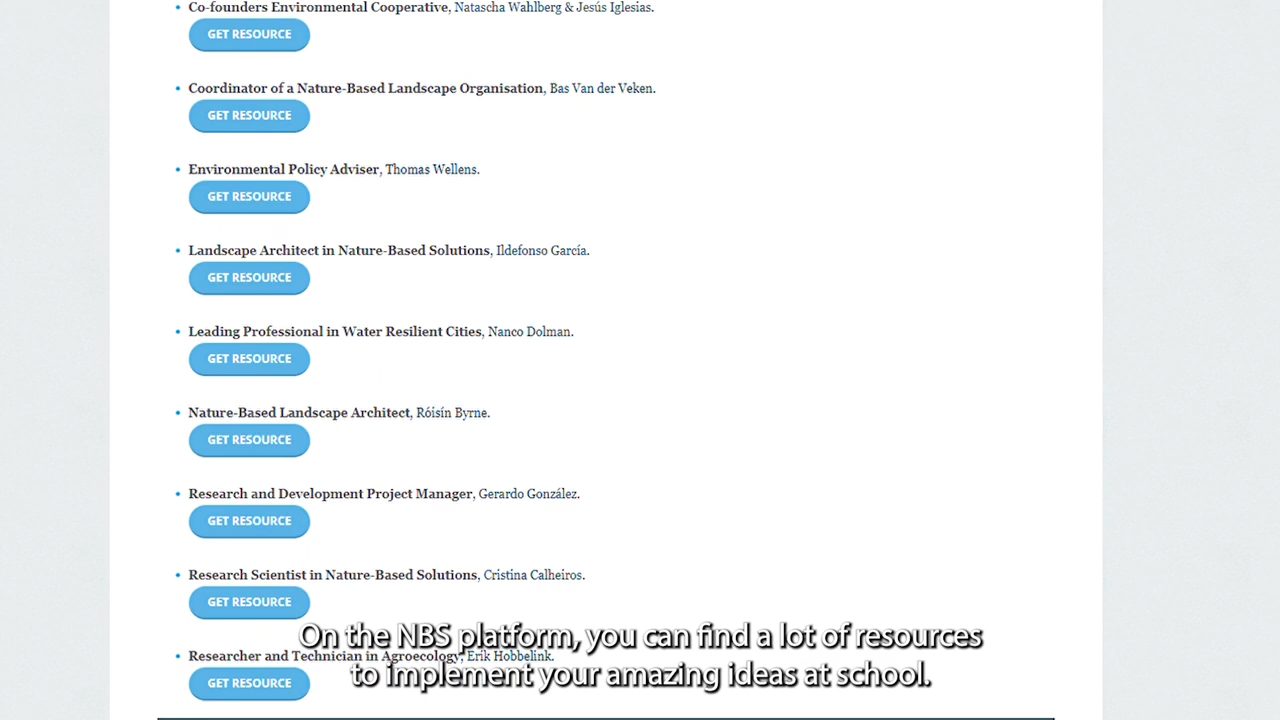 • Co-founders Environmental Cooperative, Natascha Wahlberg & Jesús Iglesias.
GET RESOURCE
• Coordinator of a Nature-Based Landscape Organisation, Bas Van der Veken.
GET RESOURCE
• Environmental Policy Adviser, Thomas Wellens.
GET RESOURCE
• Landscape Architect in Nature-Based Solutions, Ildefonso García.
GET RESOURCE
• Leading Professional in Water Resilient Cities, Nanco Dolman.
GET RESOURCE
• Nature-Based Landscape Architect, Róisín Byrne.
GET RESOURCE
• Research and Development Project Manager, Gerardo González.
GET RESOURCE
• Research Scientist in Nature-Based Solutions, Cristina Calheiros.
GET RESOURCE
On the NBS platform, you can find a lot of resources
• Researcher and Technician in Agroecology, Erik Hobbelink.
to implement your amazing ideas at school.
GET RESOURCE